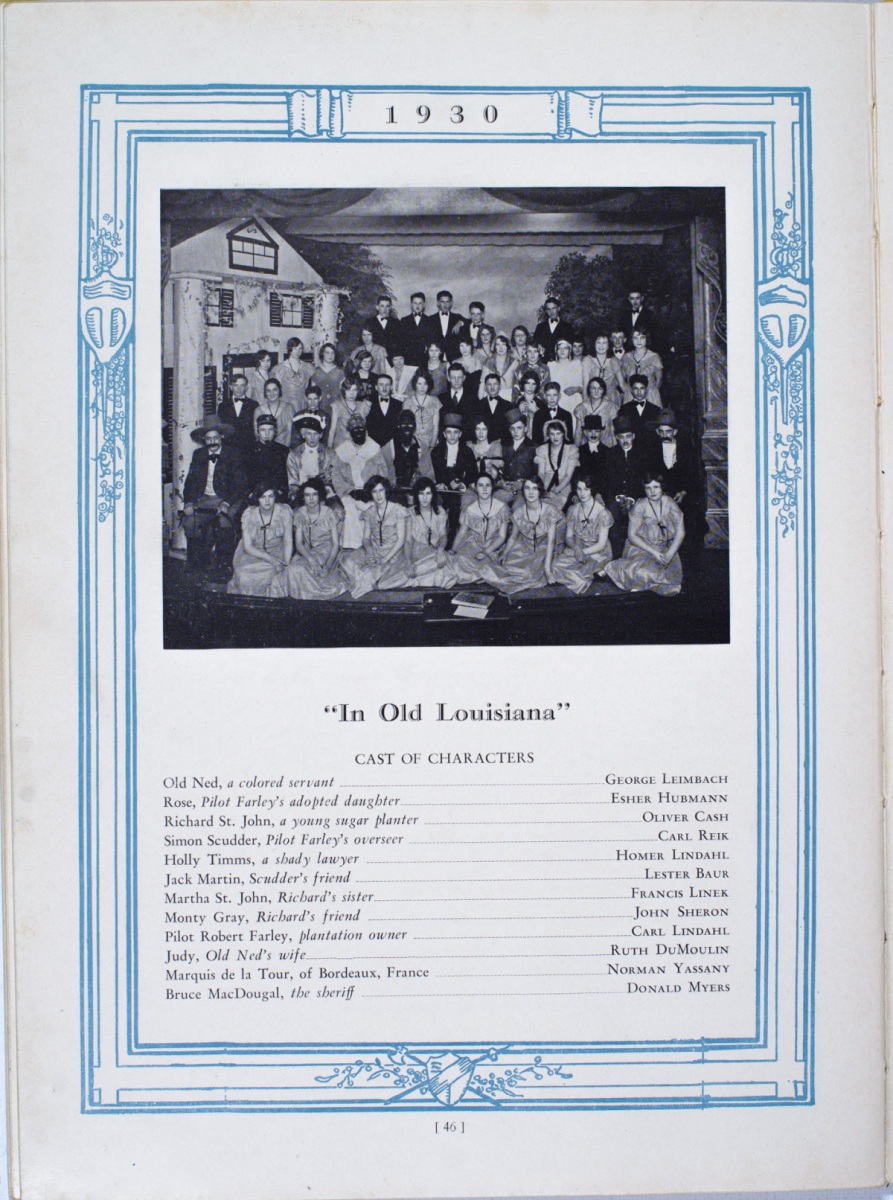 1930
“In Old Louisiana”
CAST OF CHARACTERS
Old Ned, a colored servant GEORGE LEIMBACH
Rose, Pilot Farley's adopted daughter ESHER HUBMANN
Richard St. John, a young sugar planter OLIVER CASH
Simon Scudder, Pilot Farley's overseer CARL REIK
Holly Timms, a shady lawyer HOMER LINDAHL
Jack Martin, Scudder's friend LESTER BAUR
Martha St. John, Richard's sister FRANCIS LINEK
Monty Gray, Richard's friend JOHN SHERON
Pilot Robert Farley, plantation owner CARL LINDAHL
Judy, Old Ned's wife RUTH DUMOULIN
Marquis de la Tour, of Bordeaux, France NORMAN YASSANY
Bruce MacDougal, the sheriff DONALD MYERS
[ 46 ]